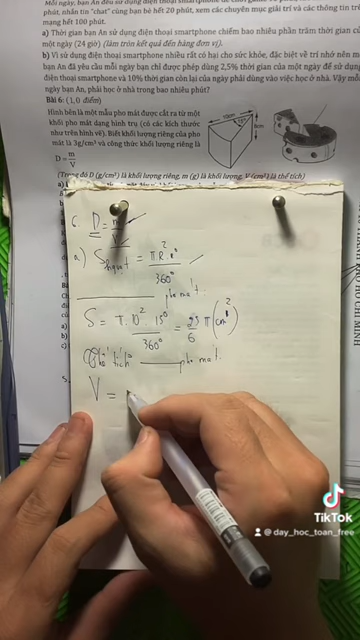 Mỗi ngày, bạn An đều sử dụng điện thoại smartphone
phút, nhắn tin "chat" cùng bạn bè hết 20 phút, xem các chuyên mục giải trí và các thông tin trê
mạng hết 100 phút.
a) Thời gian bạn An sử dụng điện thoại smartphone chiếm bao nhiêu phần trăm thời gian củ
một ngày (24 giờ) (làm tròn kết quả đến hàng đơn vị).
b) Vì sử dụng điện thoại smartphone nhiều rất có hại cho sức khỏe, đặc biệt về trí nhớ nên m
bạn An đã yêu cầu mỗi ngày bạn chỉ được phép dùng 2,5% thời gian của một ngày để sử dụng
điện thoại smartphone và 10% thời gian còn lại của ngày phải dùng vào việc học ở nhà. Vậy mỗ
ngày bạn An, phải học ở nhà trong bao nhiêu phút?
Bài 6: (1,0 điểm)
Hình bên là một mẫu pho mát được cắt ra từ một
khối pho mát dạng hình trụ (có các kích thước
như trên hình vẽ). Biết khối lượng riêng của pho
mát là 3g/cm³ và công thức khối lượng riêng là
D = m/V
10cm
15°
8cm
(Trong đó D (g/cm³) là khối lượng riêng, m (g) là khối lượng, V (cm³) là thể tích)
6. D = m/V
a) S hquạt = πR².n°/360°
pho mát.
S = π.10².15°/360° = 25/6 π (cm²)
Thể tích pho mát.
V =
TikTok
@day_hoc_toan_free